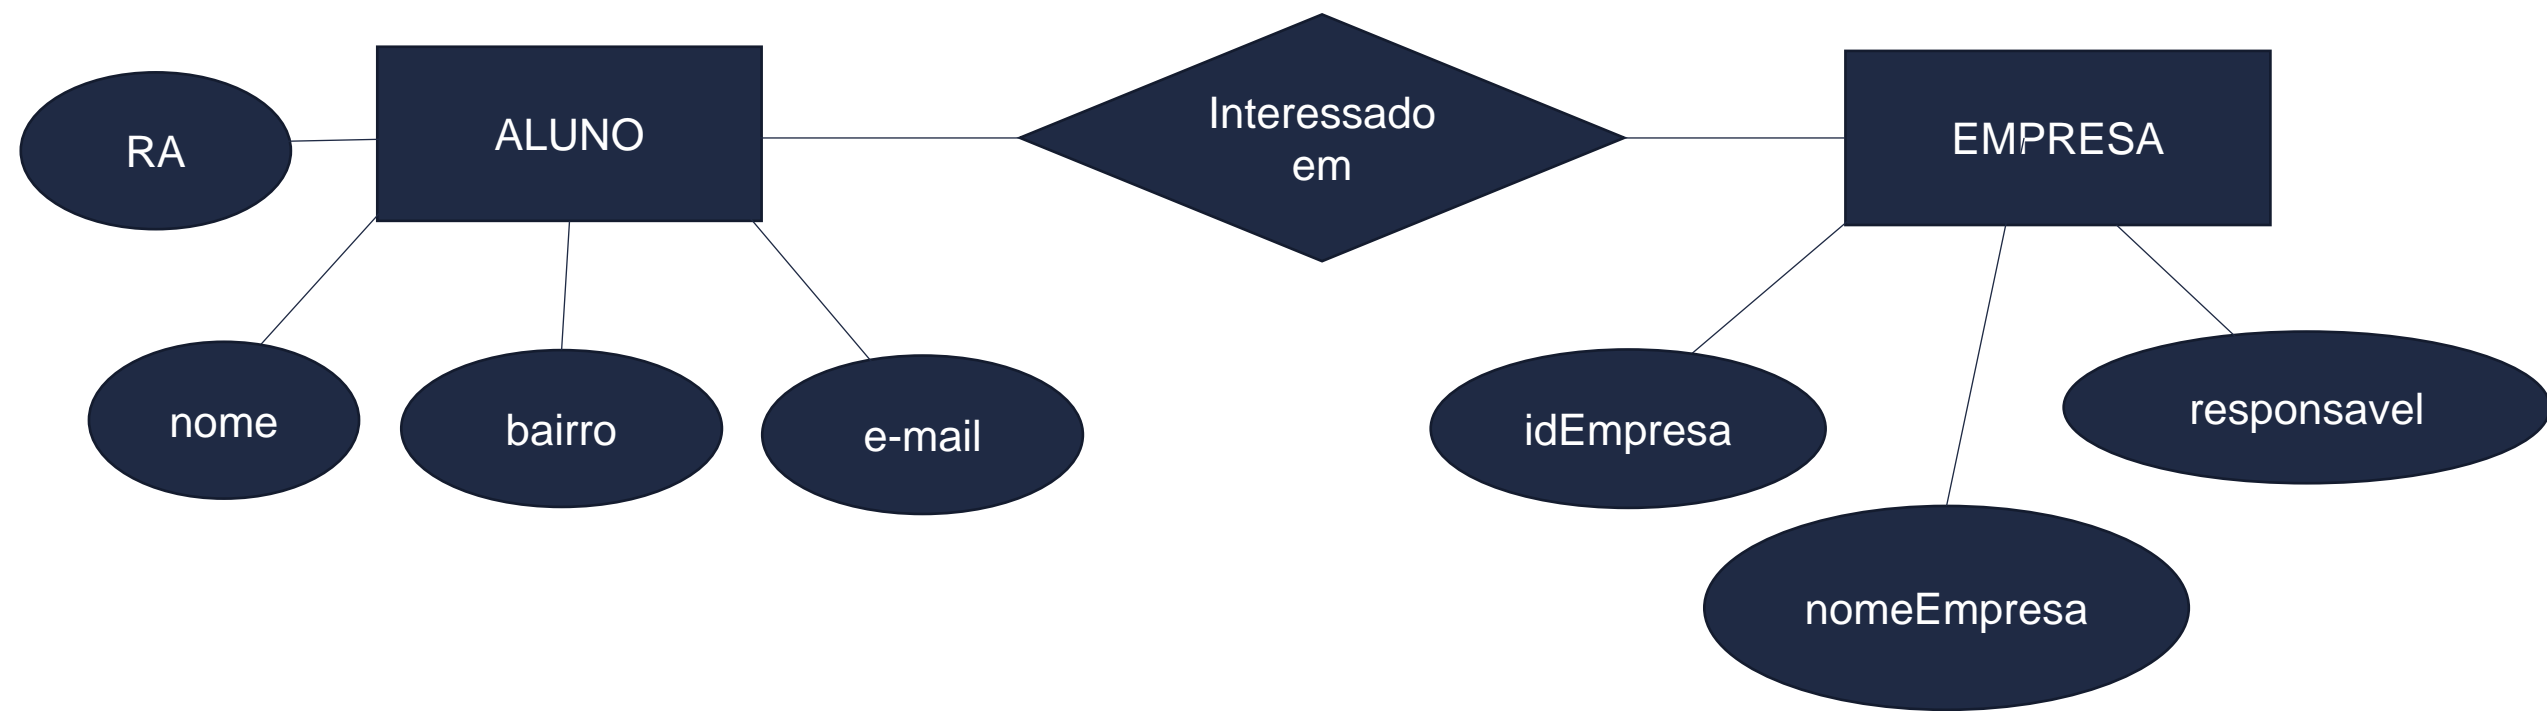 RA
ALUNO
Interessado
em
EMPRESA
nome
bairro
e-mail
idEmpresa
responsavel
nomeEmpresa